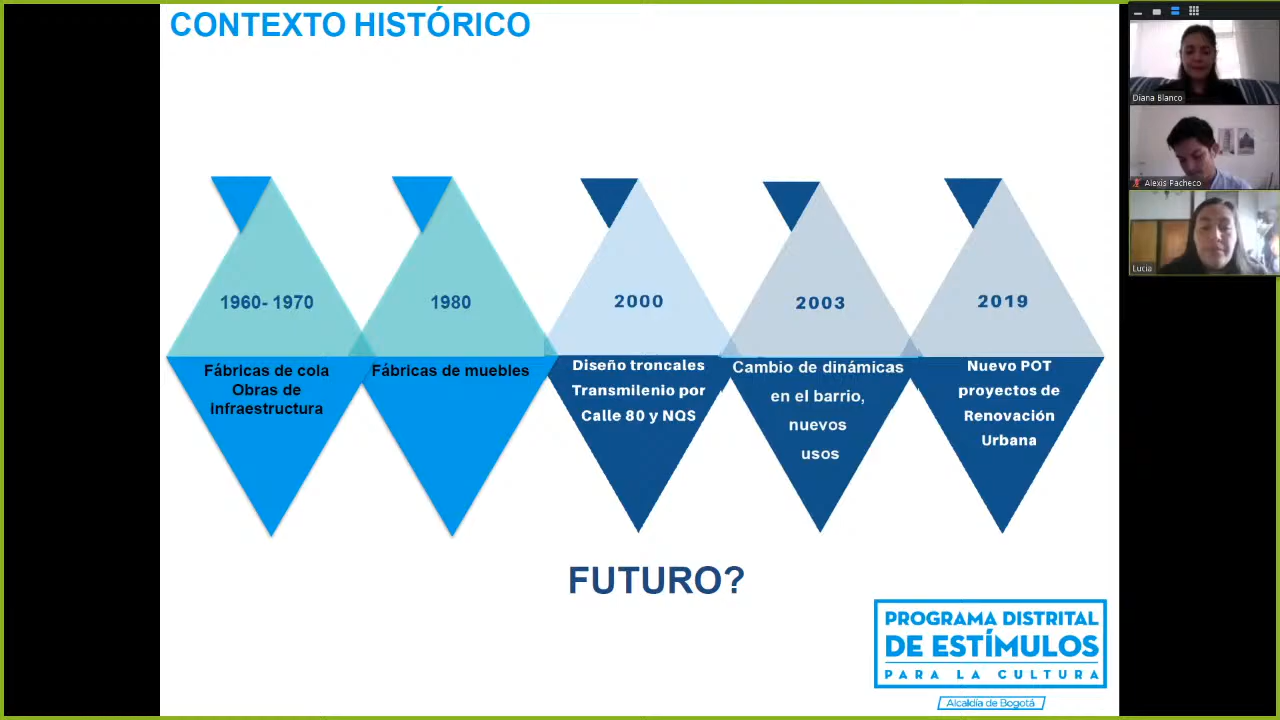 CONTEXTO HISTÓRICO
1960- 1970
Fábricas de cola
Obras de
infraestructura
1980
Fábricas de muebles
2000
Diseño troncales
Transmilenio por
Calle 80 y NQS
2003
Cambio de dinámicas
en el barrio,
nuevos
usos
2019
Nuevo POT
proyectos de
Renovación
Urbana
FUTURO?
PROGRAMA DISTRITAL
DE ESTÍMULOS
PARA LA CULTURA
Alcaldía de Bogotá
Diana Blanco
Alexis Pacheco
Lucia